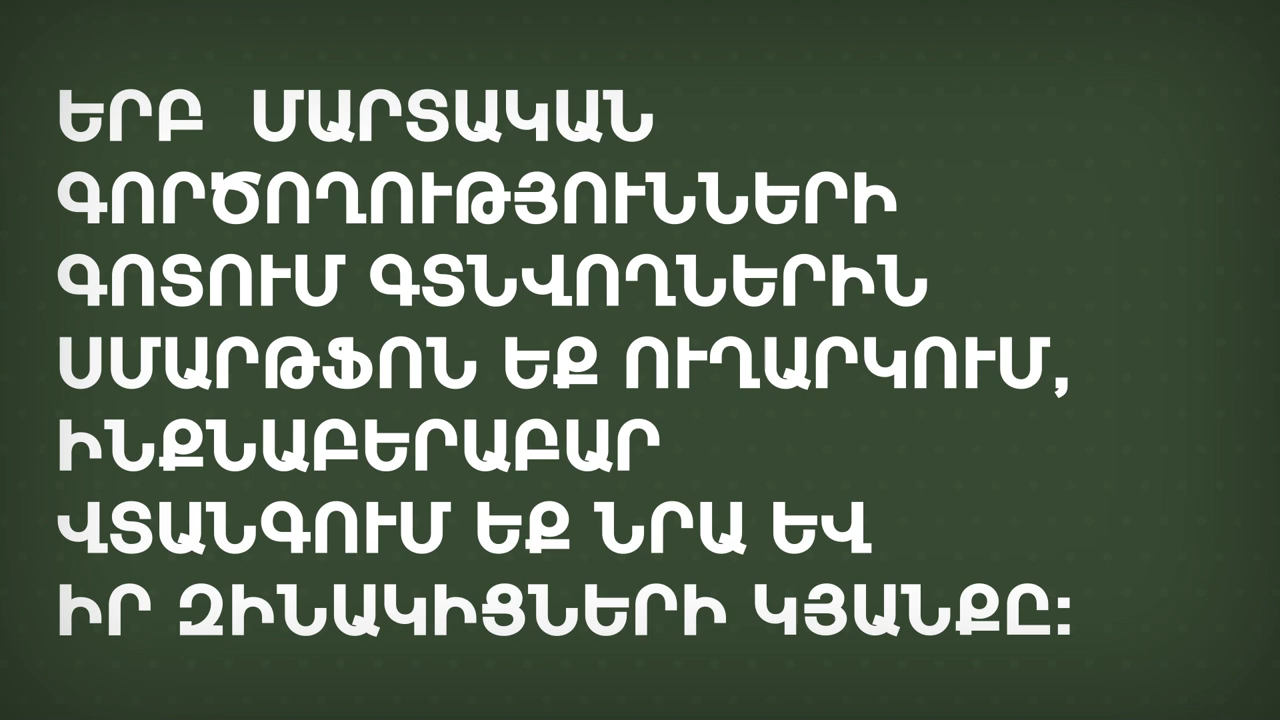 ԵՐԲ ՄԱՐՏԱԿԱՆ
ԳՈՐԾՈՂՈՒԹՅՈՒՆՆԵՐԻ
ԳՈՏՈՒՄ ԳՏՆՎՈՂՆԵՐԻՆ
ՍՄԱՐԹՖՈՆ ԵՔ ՈՒՂԱՐԿՈՒՄ,
ԻՆՔՆԱԲԵՐԱԲԱՐ
ՎՏԱՆԳՈՒՄ ԵՔ ՆՐԱ ԵՎ
ԻՐ ԶԻՆԱԿԻՑՆԵՐԻ ԿՅԱՆՔԸ: